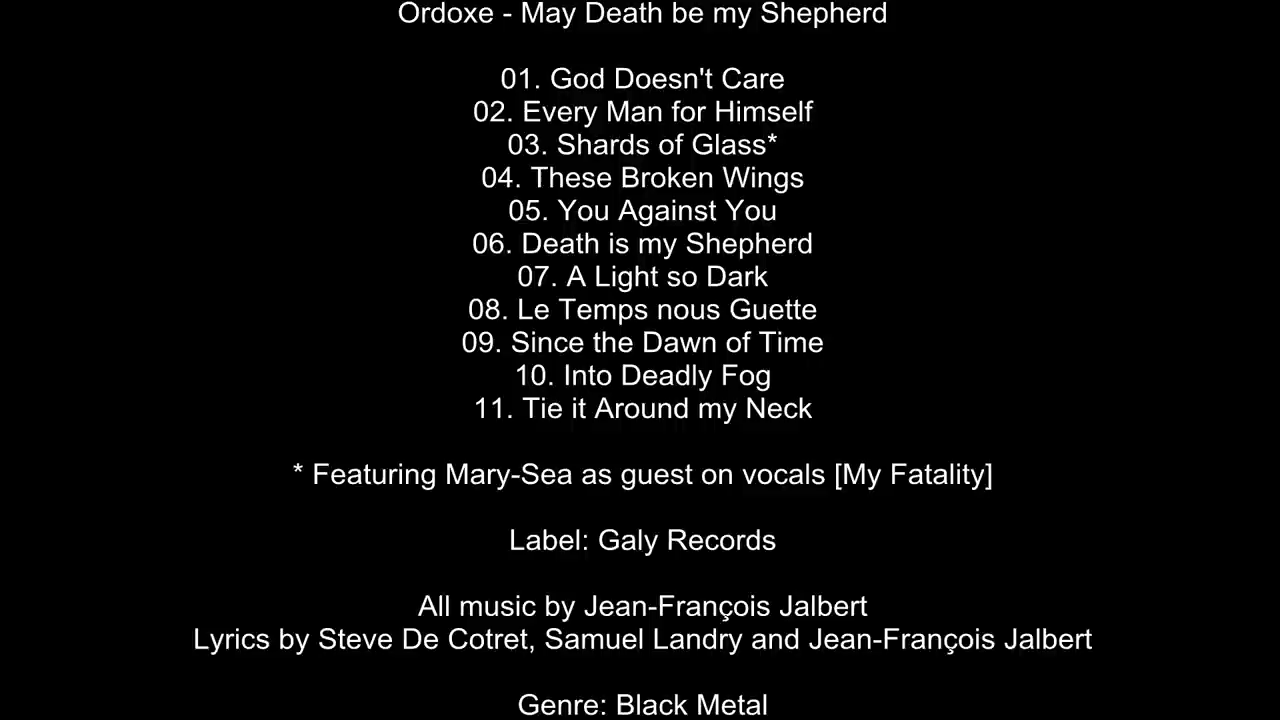 Ordoxe - May Death be my Shepherd
01. God Doesn't Care
02. Every Man for Himself
03. Shards of Glass*
04. These Broken Wings
05. You Against You
06. Death is my Shepherd
07. A Light so Dark
08. Le Temps nous Guette
09. Since the Dawn of Time
10. Into Deadly Fog
11. Tie it Around my Neck
* Featuring Mary-Sea as guest on vocals [My Fatality]
Label: Galy Records
All music by Jean-François Jalbert
Lyrics by Steve De Cotret, Samuel Landry and Jean-François Jalbert
Genre: Black Metal